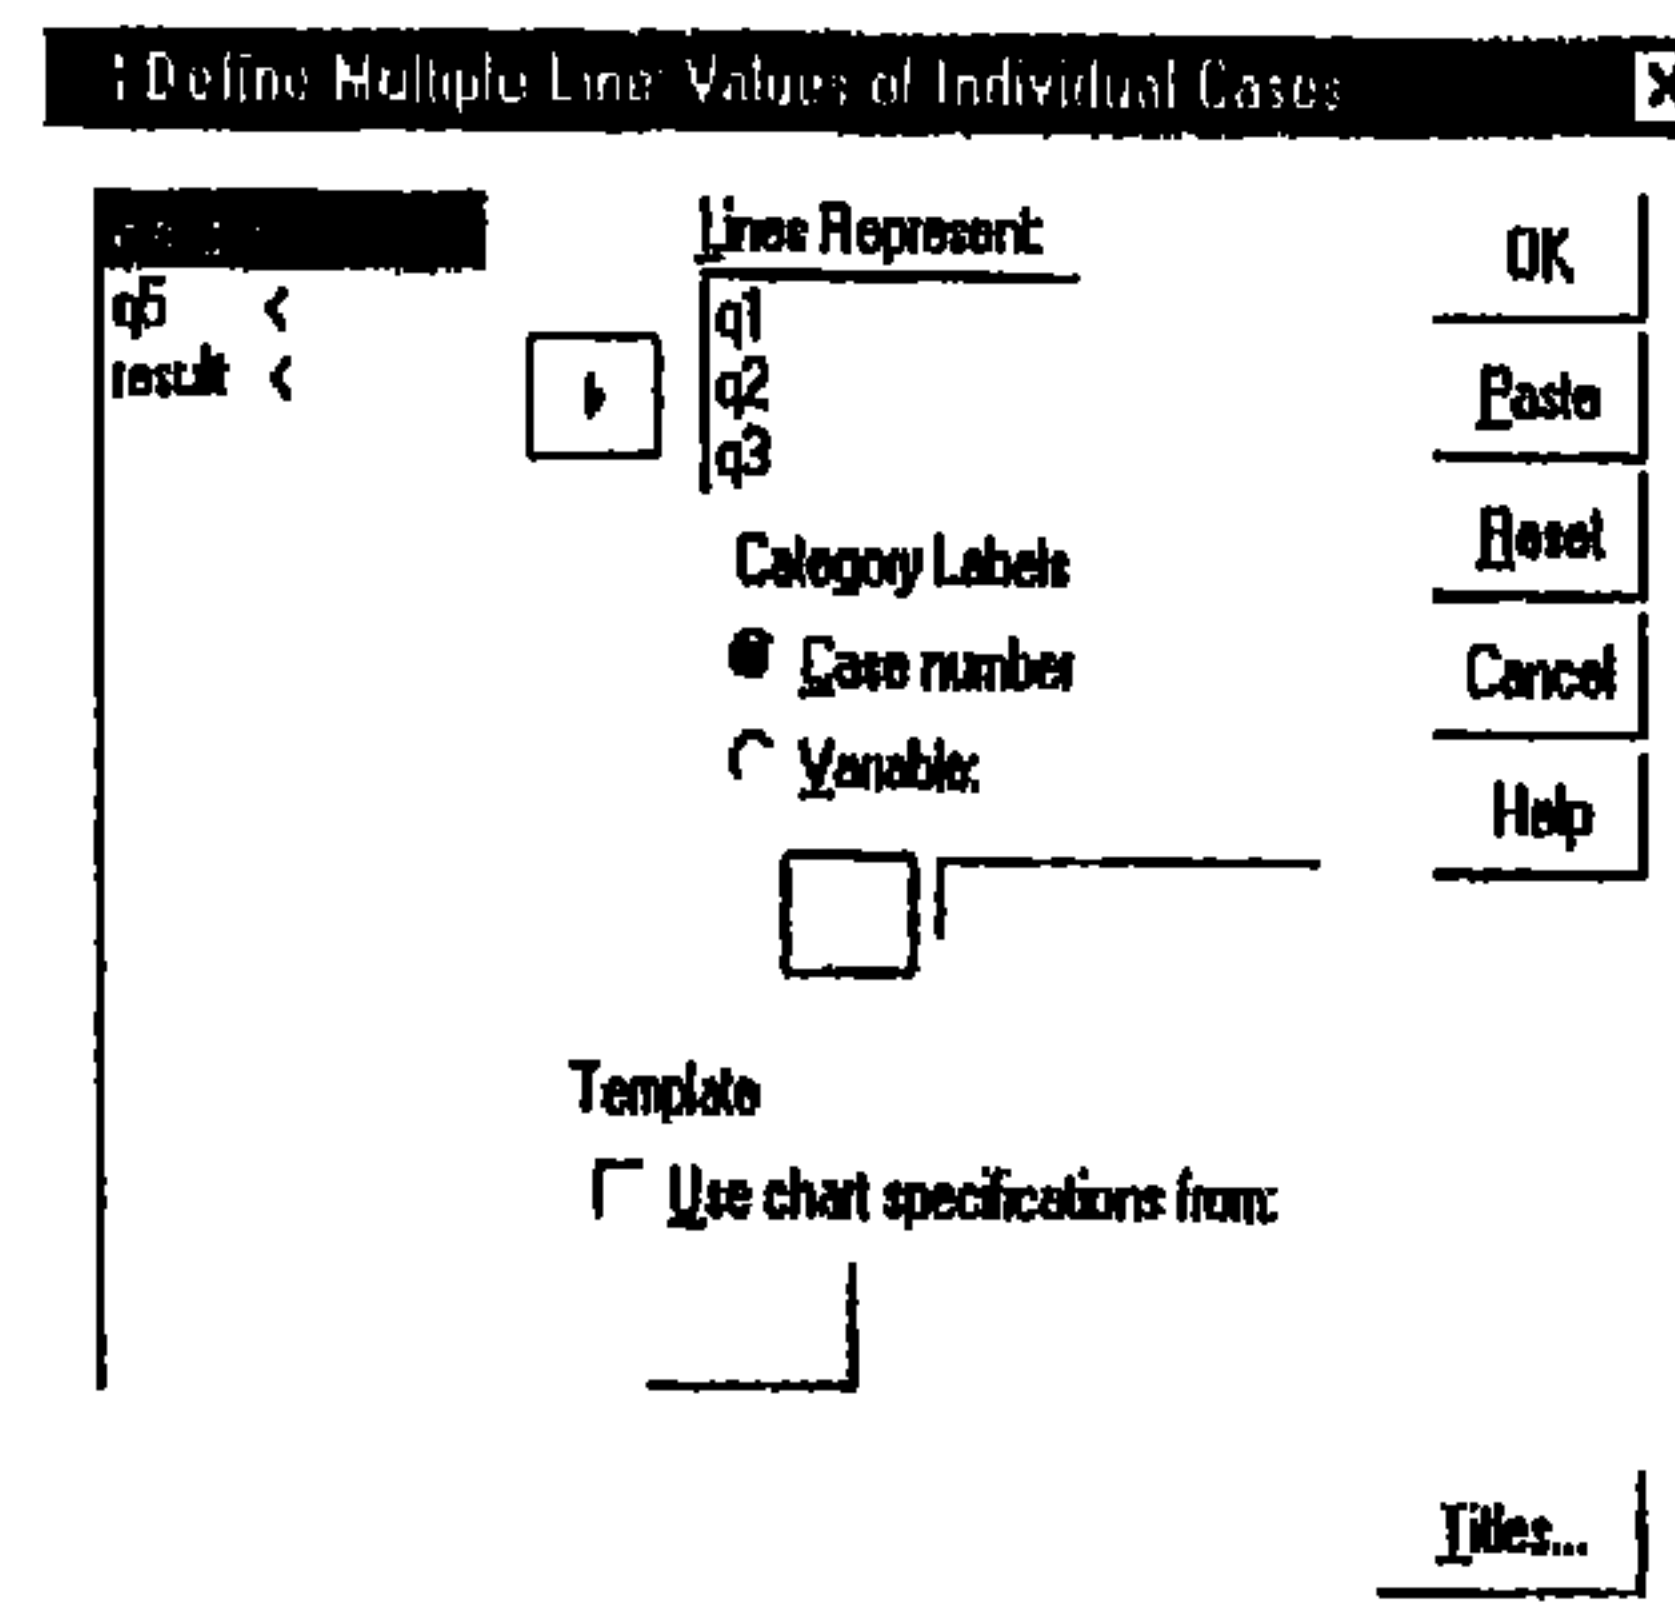 Define Multiple Line: Values of Individual Cases
q5 <
result <
Lines Represent:
q1
q2
q3
Category Labels
Case number
Variable:
Template
Use chart specifications from:
OK
Paste
Reset
Cancel
Help
Titles...